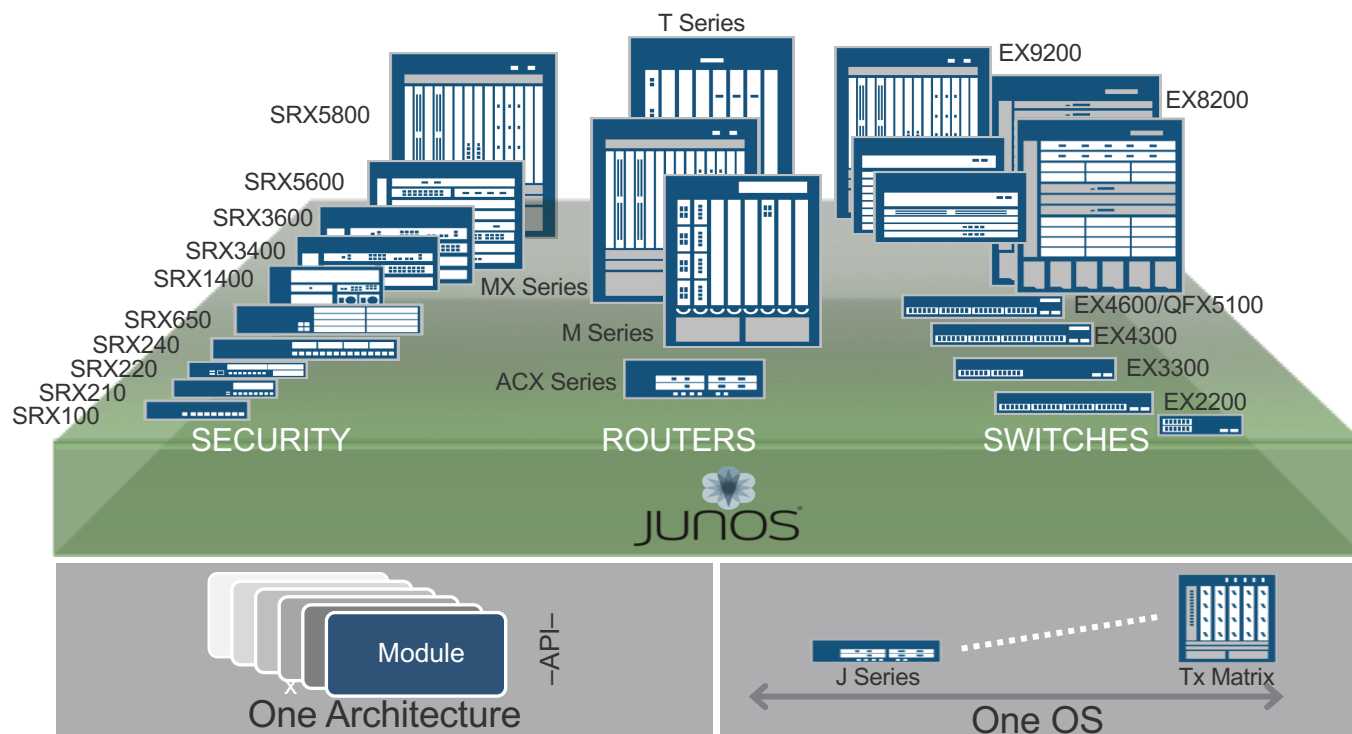 T Series
EX9200
EX8200
SRX5800
SRX5600
SRX3600
SRX3400
SRX1400
MX Series
SRX650
M Series
EX4600/QFX5100
SRX240
EX4300
SRX220
ACX Series
EX3300
SRX210
EX2200
SRX100
SECURITY
ROUTERS
SWITCHES
JUNOS
Module
–API–
x
One Architecture
J Series
Tx Matrix
One OS